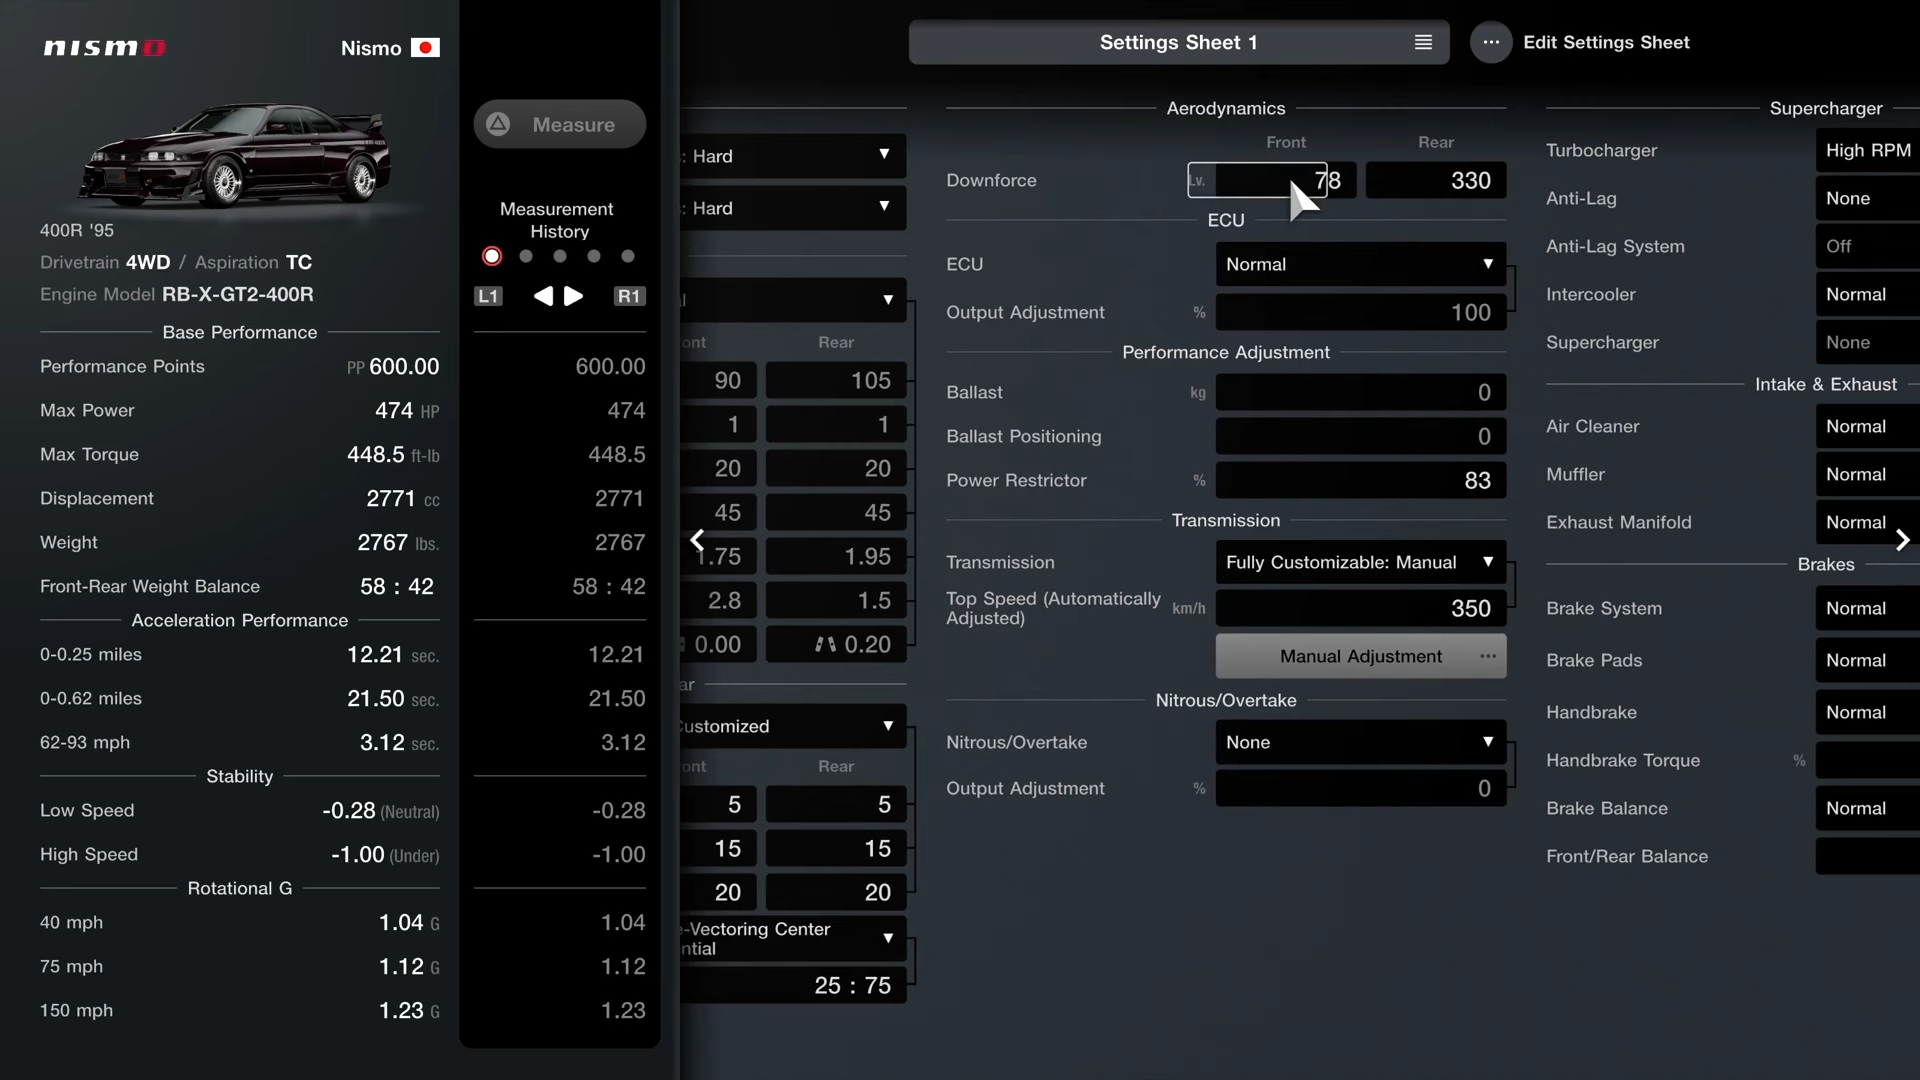 nismo
Nismo
400R '95
Drivetrain 4WD / Aspiration TC
Engine Model RB-X-GT2-400R
Base Performance
Performance Points PP 600.00
Max Power 474 HP
Max Torque 448.5 ft-lb
Displacement 2771 cc
Weight 2767 lbs.
Front-Rear Weight Balance 58 : 42
Acceleration Performance
0-0.25 miles 12.21 sec.
0-0.62 miles 21.50 sec.
62-93 mph 3.12 sec.
Stability
Low Speed -0.28 (Neutral)
High Speed -1.00 (Under)
Rotational G
40 mph 1.04 G
75 mph 1.12 G
150 mph 1.23 G
Measure
Measurement
History
L1 R1
600.00
474
448.5
2771
2767
58 : 42
12.21
21.50
3.12
-0.28
-1.00
1.04
1.12
1.23
Settings Sheet 1
Edit Settings Sheet
: Hard
: Hard
l
ont Rear
90 105
1 1
20 20
45 45
1.75 1.95
2.8 1.5
0.00 0.20
ar
Customized
ont Rear
5 5
15 15
20 20
e-Vectoring Center
ntial
25 : 75
Aerodynamics
Front Rear
Downforce Lv. 78 330
ECU
ECU Normal
Output Adjustment % 100
Performance Adjustment
Ballast kg 0
Ballast Positioning 0
Power Restrictor % 83
Transmission
Transmission Fully Customizable: Manual
Top Speed (Automatically
Adjusted) km/h 350
Manual Adjustment
Nitrous/Overtake
Nitrous/Overtake None
Output Adjustment % 0
Supercharger
Turbocharger High RPM
Anti-Lag None
Anti-Lag System Off
Intercooler Normal
Supercharger None
Intake & Exhaust
Air Cleaner Normal
Muffler Normal
Exhaust Manifold Normal
Brakes
Brake System Normal
Brake Pads Normal
Handbrake Normal
Handbrake Torque %
Brake Balance Normal
Front/Rear Balance